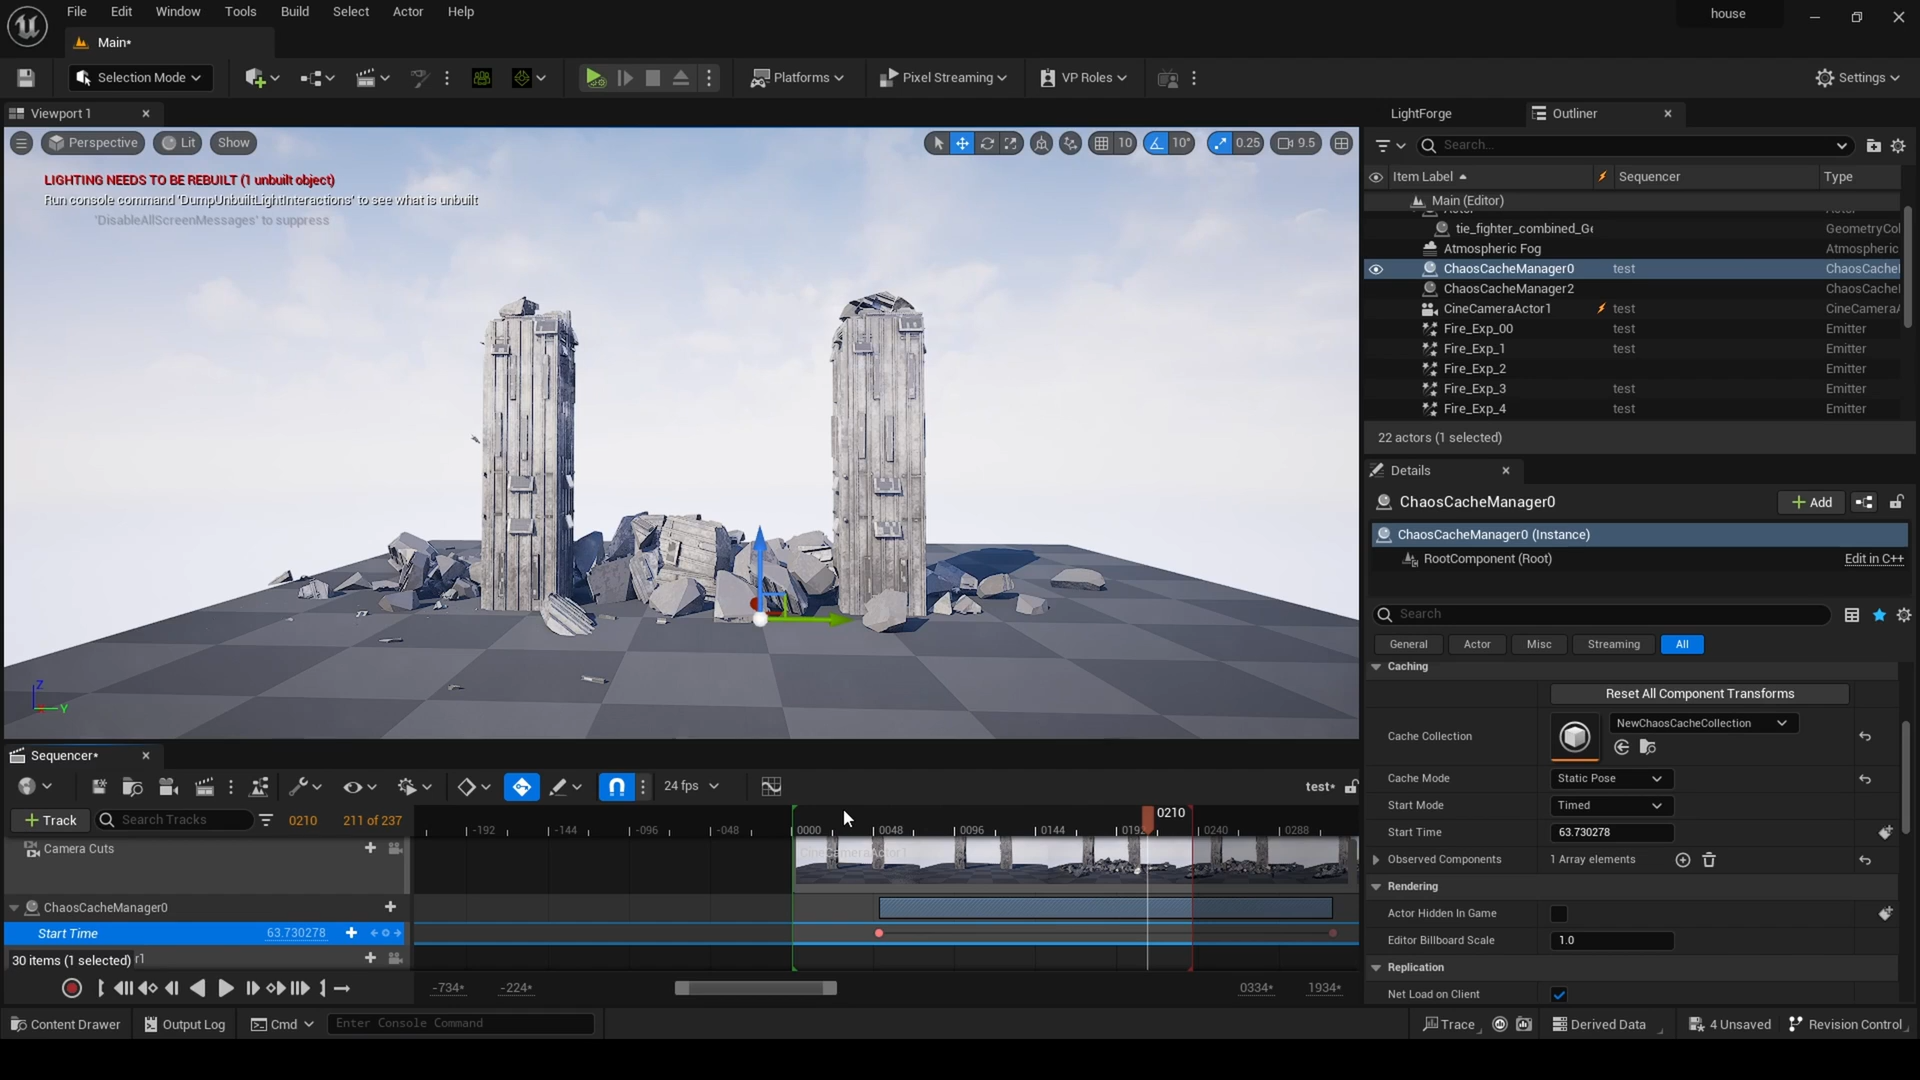 File Edit Window Tools Build Select Actor Help house
Main*
Selection Mode Platforms Pixel Streaming VP Roles Settings
Viewport 1
Perspective Lit Show 10 10° 0.25 9.5
LIGHTING NEEDS TO BE REBUILT (1 unbuilt object)
Run console command 'DumpUnbuiltLightInteractions' to see what is unbuilt
'DisableAllScreenMessages' to suppress
Z
Y
LightForge Outliner
Search...
Item Label Sequencer Type
Main (Editor)
tie_fighter_combined_Ge GeometryCol
Atmospheric Fog Atmospheric
ChaosCacheManager0 test ChaosCache
ChaosCacheManager2 ChaosCache
CineCameraActor1 test CineCameraA
Fire_Exp_00 test Emitter
Fire_Exp_1 test Emitter
Fire_Exp_2 Emitter
Fire_Exp_3 test Emitter
Fire_Exp_4 test Emitter
22 actors (1 selected)
Details
ChaosCacheManager0 Add
ChaosCacheManager0 (Instance)
RootComponent (Root) Edit in C++
Search
General Actor Misc Streaming All
Caching
Reset All Component Transforms
Cache Collection NewChaosCacheCollection
Cache Mode Static Pose
Start Mode Timed
Start Time 63.730278
Observed Components 1 Array elements
Rendering
Actor Hidden In Game
Editor Billboard Scale 1.0
Replication
Net Load on Client
Sequencer*
24 fps test*
Track Search Tracks 0210 211 of 237
0210
-192 -144 -096 -048 0000 0048 0096 0144 0192 0240 0288
Camera Cuts
CineCameraActor1
ChaosCacheManager0
Start Time 63.730278
30 items (1 selected) r1
-734* -224* 0334* 1934*
Content Drawer Output Log Cmd Enter Console Command Trace Derived Data 4 Unsaved Revision Control